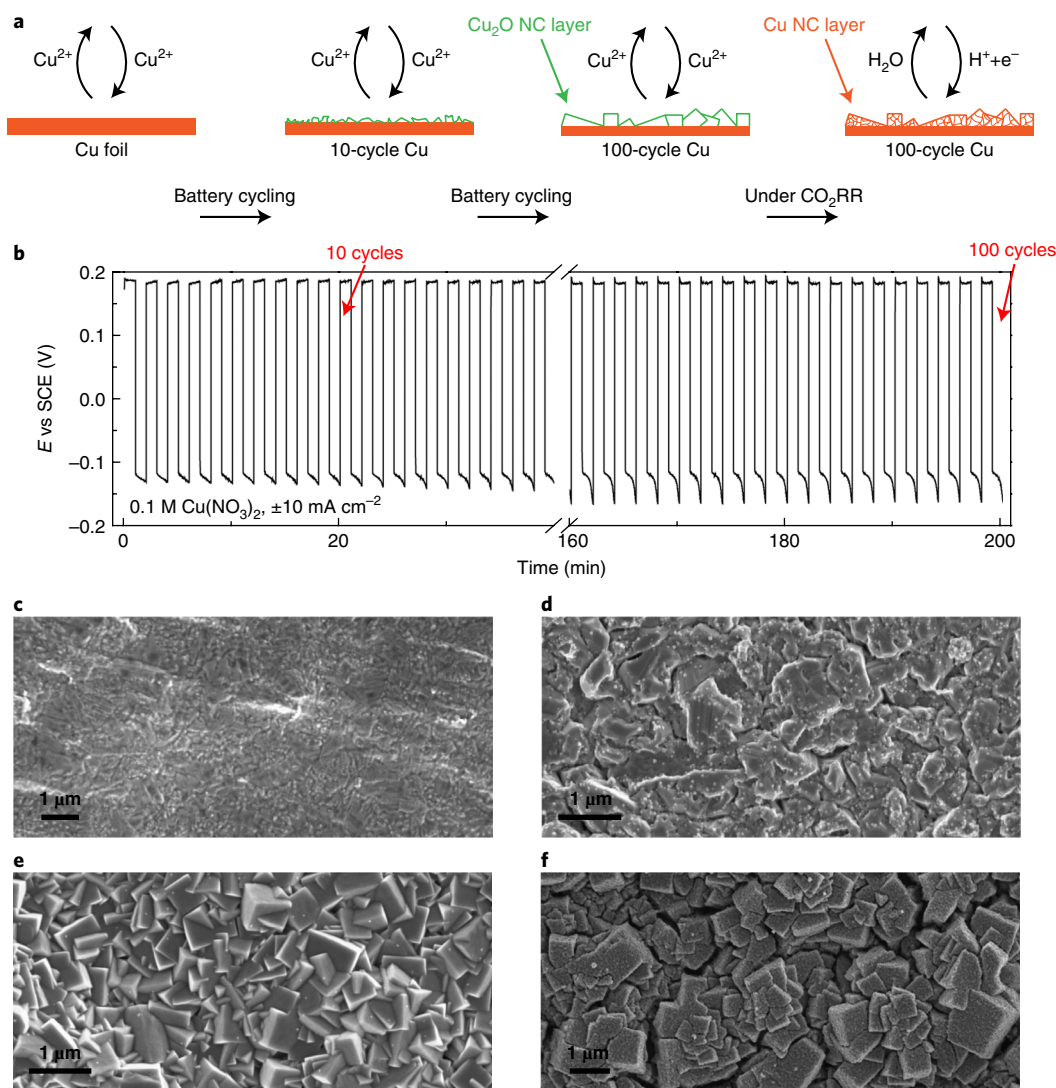 a
Cu²⁺ Cu²⁺
Cu foil
Cu²⁺ Cu²⁺
10-cycle Cu
Cu₂O NC layer
Cu²⁺ Cu²⁺
100-cycle Cu
Cu NC layer
H₂O H⁺+e⁻
100-cycle Cu
Battery cycling
Battery cycling
Under CO₂RR
b
10 cycles
100 cycles
0.2
0.1
0.0
–0.1
–0.2
E vs SCE (V)
0.1 M Cu(NO₃)₂, ±10 mA cm⁻²
0 20 160 180 200
Time (min)
c
1 μm
d
1 μm
e
1 μm
f
1 μm